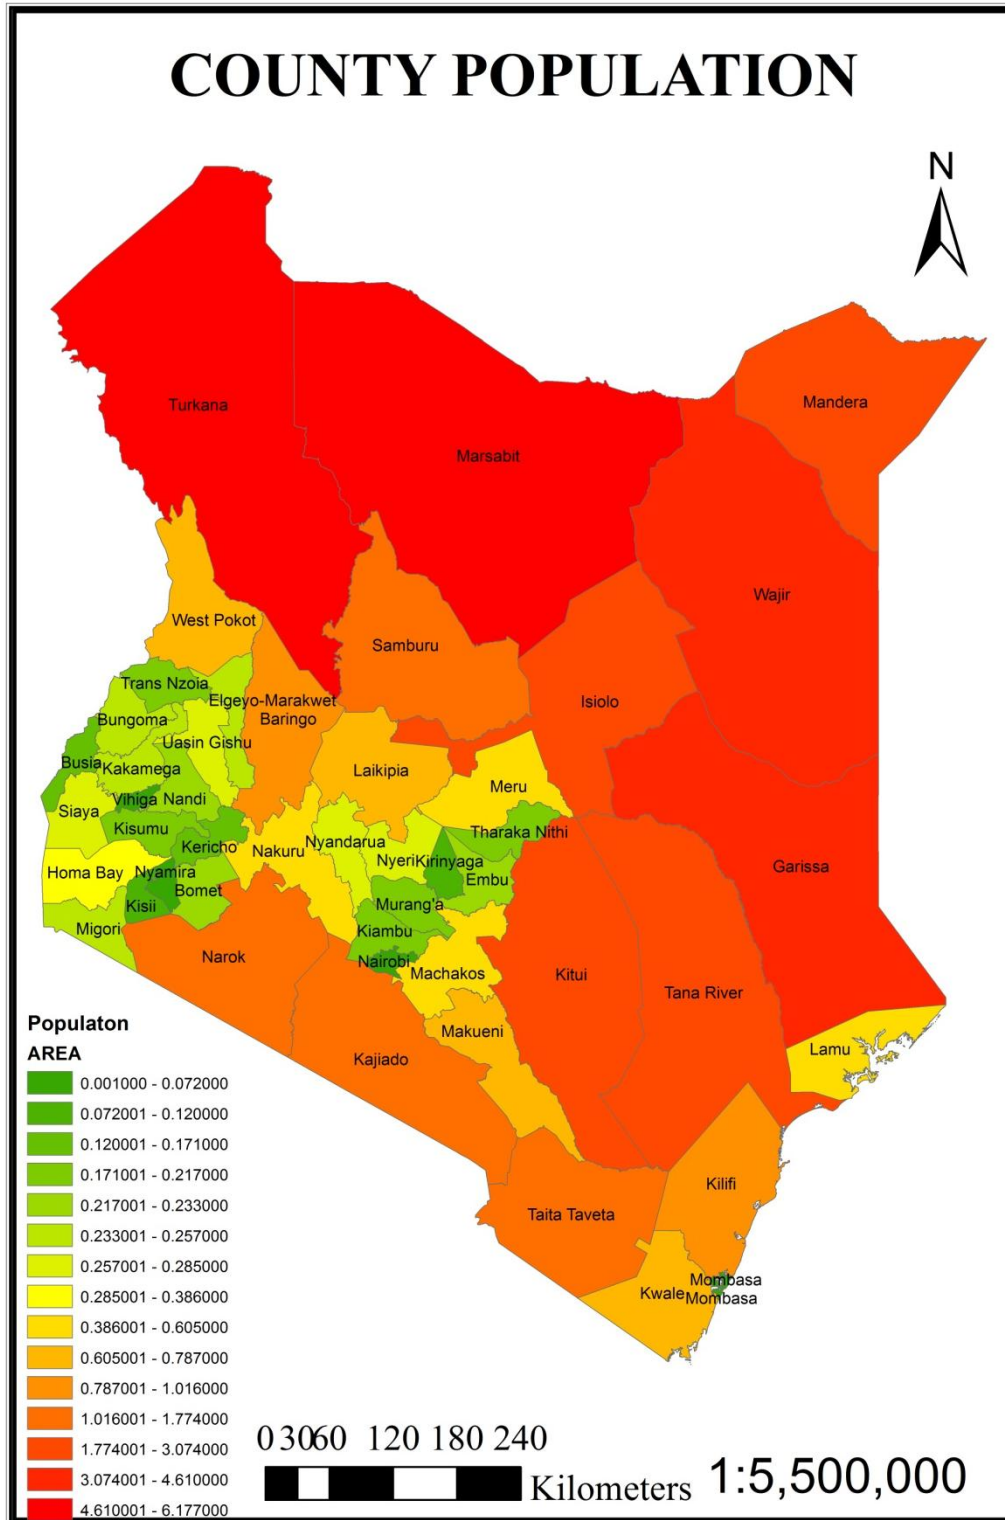 COUNTY POPULATION
N
Turkana
Mandera
Marsabit
Wajir
West Pokot
Samburu
Trans Nzoia
Elgeyo-Marakwet
Isiolo
Baringo
Bungoma
Uasin Gishu
Busia
Kakamega
Laikipia
Meru
Vihiga
Nandi
Siaya
Kisumu
Tharaka Nithi
Kericho
Nyandarua
Nakuru
Nyeri
Kirinyaga
Garissa
Homa Bay
Nyamira
Embu
Bomet
Kisii
Murang'a
Migori
Kiambu
Narok
Nairobi
Machakos
Kitui
Tana River
Makueni
Lamu
Kajiado
Kilifi
Taita Taveta
Mombasa
Kwale
Mombasa
Populaton
AREA
0.001000 - 0.072000
0.072001 - 0.120000
0.120001 - 0.171000
0.171001 - 0.217000
0.217001 - 0.233000
0.233001 - 0.257000
0.257001 - 0.285000
0.285001 - 0.386000
0.386001 - 0.605000
0.605001 - 0.787000
0.787001 - 1.016000
1.016001 - 1.774000
1.774001 - 3.074000
3.074001 - 4.610000
4.610001 - 6.177000
0 30 60 120 180 240
Kilometers
1:5,500,000